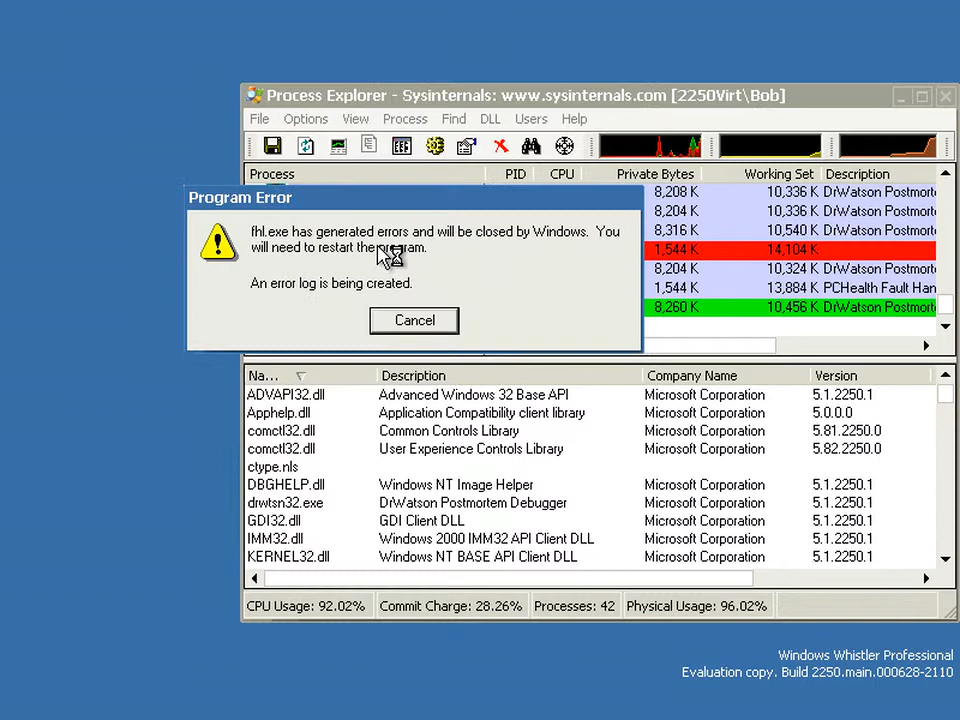 Process Explorer - Sysinternals: www.sysinternals.com [2250Virt\Bob]
File Options View Process Find DLL Users Help
Process PID CPU Private Bytes Working Set Description
8,208 K 10,336 K DrWatson Postmort
8,316 K 10,336 K DrWatson Postmort
8,316 K 10,540 K DrWatson Postmort
1,544 K 14,104 K
8,204 K 10,324 K DrWatson Postmort
1,544 K 13,884 K PCHealth Fault Han
8,260 K 10,456 K DrWatson Postmort
Program Error
fhl.exe has generated errors and will be closed by Windows. You
will need to restart the program.
An error log is being created.
Cancel
Na... Description Company Name Version
ADVAPI32.dll Advanced Windows 32 Base API Microsoft Corporation 5.1.2250.1
Apphelp.dll Application Compatibility client library Microsoft Corporation 5.0.0.0
comctl32.dll Common Controls Library Microsoft Corporation 5.81.2250.0
comctl32.dll User Experience Controls Library Microsoft Corporation 5.82.2250.0
ctype.nls
DBGHELP.dll Windows NT Image Helper Microsoft Corporation 5.1.2250.1
drwtsn32.exe DrWatson Postmortem Debugger Microsoft Corporation 5.1.2250.1
GDI32.dll GDI Client DLL Microsoft Corporation 5.1.2250.1
IMM32.dll Windows 2000 IMM32 API Client DLL Microsoft Corporation 5.1.2250.1
KERNEL32.dll Windows NT BASE API Client DLL Microsoft Corporation 5.1.2250.1
CPU Usage: 92.02% Commit Charge: 28.26% Processes: 42 Physical Usage: 96.02%
Windows Whistler Professional
Evaluation copy. Build 2250.main.000628-2110